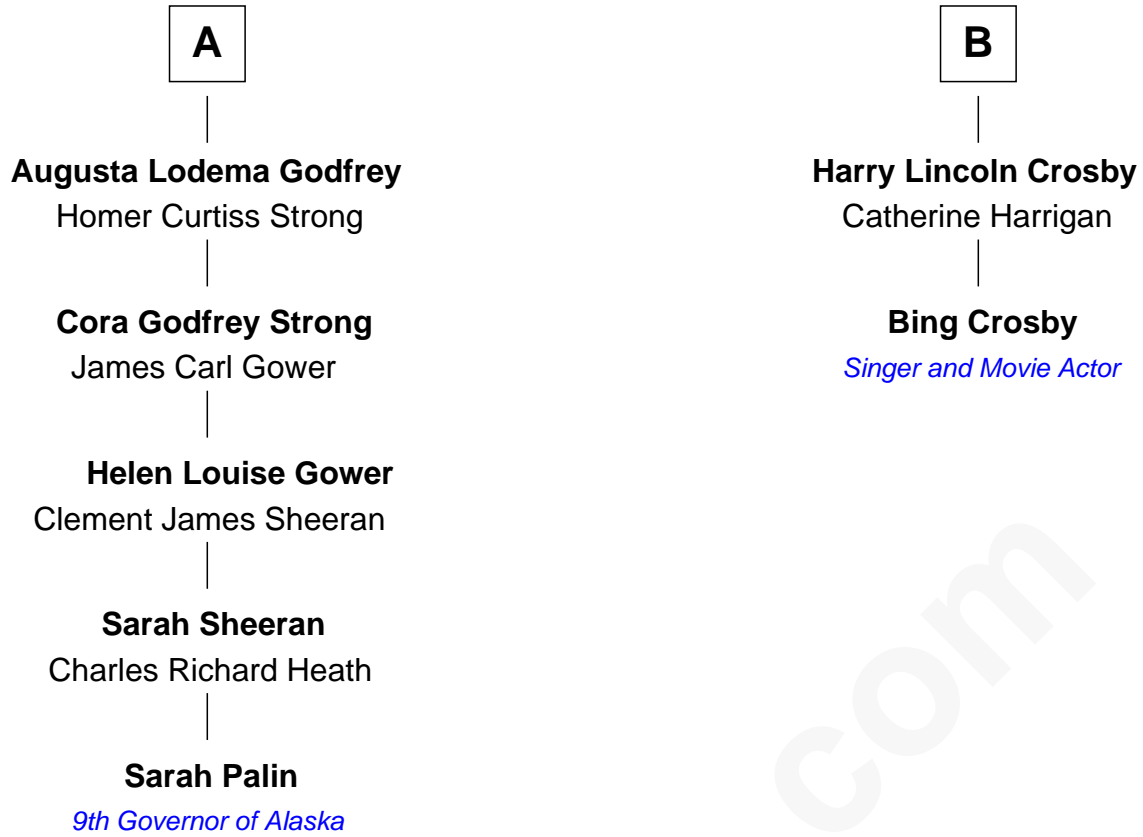 A
Augusta Lodema Godfrey
Homer Curtiss Strong
Cora Godfrey Strong
James Carl Gower
Helen Louise Gower
Clement James Sheeran
Sarah Sheeran
Charles Richard Heath
Sarah Palin
9th Governor of Alaska
B
Harry Lincoln Crosby
Catherine Harrigan
Bing Crosby
Singer and Movie Actor
com